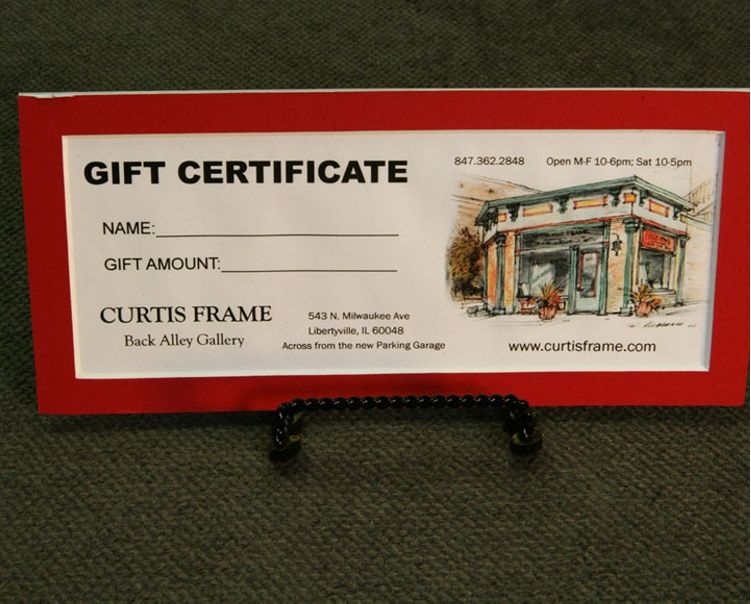 GIFT CERTIFICATE
847.362.2848 Open M-F 10-6pm; Sat 10-5pm
NAME:
GIFT AMOUNT:
CURTIS FRAME
Back Alley Gallery
543 N. Milwaukee Ave
Libertyville, IL 60048
Across from the new Parking Garage
www.curtisframe.com